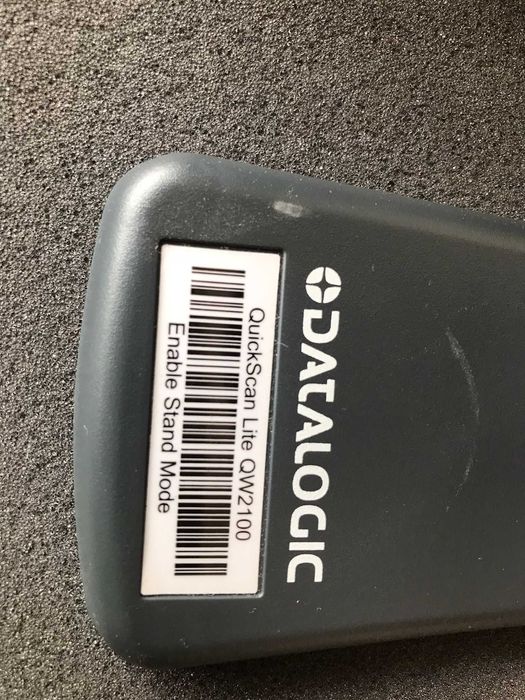 DATALOGIC
QuickScan Lite QW2100
Enable Stand Mode